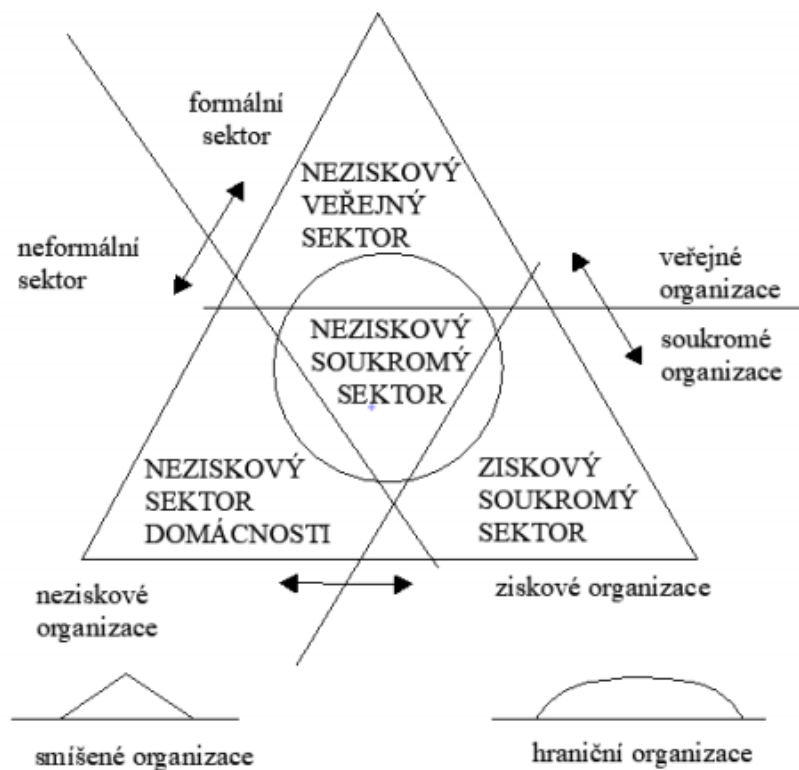 formální
sektor
NEZISKOVÝ
VEŘEJNÝ
SEKTOR
neformální
sektor
veřejné
organizace
NEZISKOVÝ
SOUKROMÝ
SEKTOR
soukromé
organizace
NEZISKOVÝ
SEKTOR
DOMÁCNOSTI
ZISKOVÝ
SOUKROMÝ
SEKTOR
neziskové
organizace
ziskové organizace
smíšené organizace
hraniční organizace